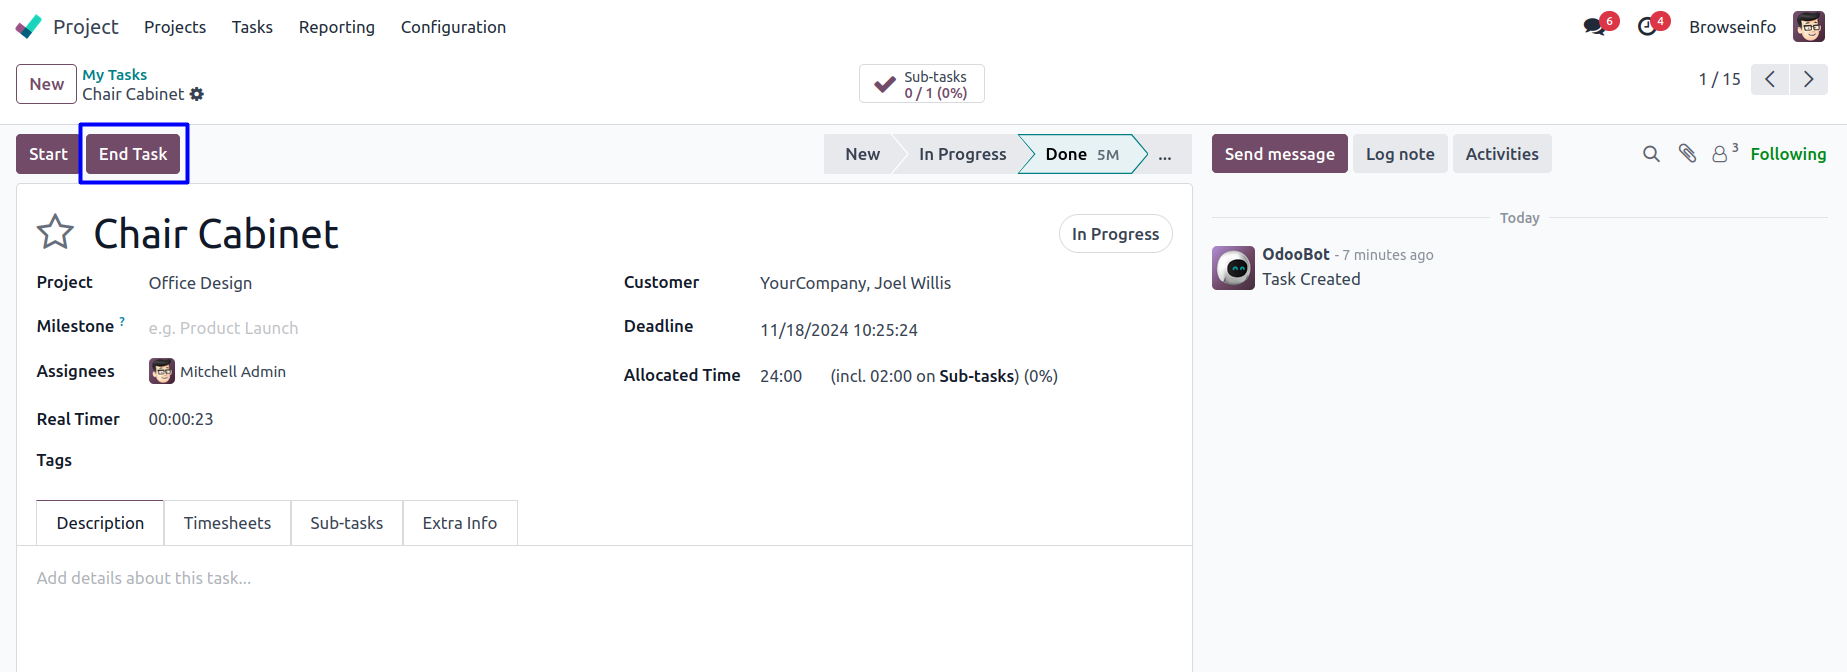 Project Projects Tasks Reporting Configuration 6 4 Browseinfo
New My Tasks
Chair Cabinet
Sub-tasks
0 / 1 (0%)
1 / 15
Start End Task New In Progress Done 5M ... Send message Log note Activities 3 Following
Chair Cabinet In Progress
Project Office Design
Customer YourCompany, Joel Willis
Milestone ? e.g. Product Launch
Deadline 11/18/2024 10:25:24
Assignees Mitchell Admin
Allocated Time 24:00 (incl. 02:00 on Sub-tasks) (0%)
Real Timer 00:00:23
Tags
Description Timesheets Sub-tasks Extra Info
Add details about this task...
Today
OdooBot - 7 minutes ago
Task Created